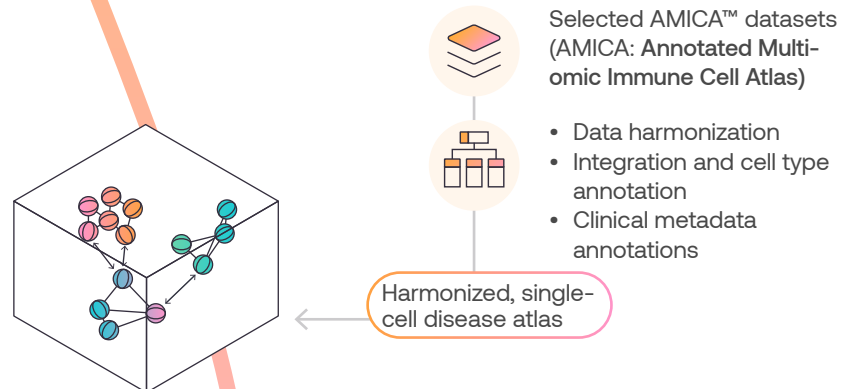 Selected AMICA™ datasets
(AMICA: Annotated Multi-
omic Immune Cell Atlas)
• Data harmonization
• Integration and cell type
annotation
• Clinical metadata
annotations
Harmonized, single-
cell disease atlas